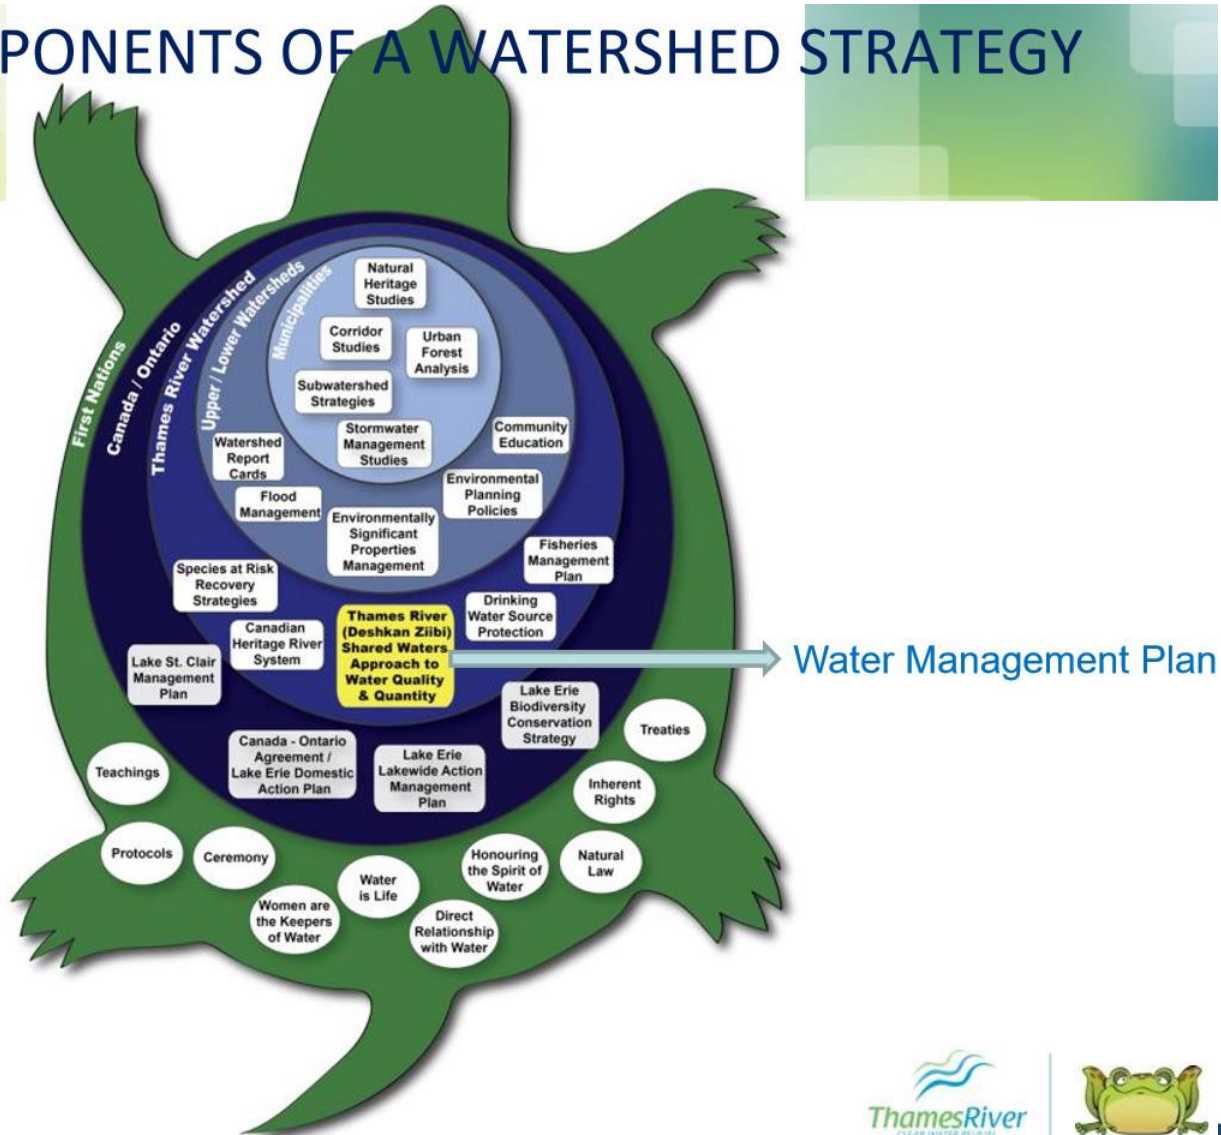 PONENTS OF A WATERSHED STRATEGY
First Nations
Canada / Ontario
Thames River Watershed
Upper / Lower Watersheds
Municipalities
Natural
Heritage
Studies
Corridor
Studies
Urban
Forest
Analysis
Subwatershed
Strategies
Stormwater
Management
Studies
Community
Education
Watershed
Report
Cards
Flood
Management
Environmental
Planning
Policies
Environmentally
Significant
Properties
Management
Fisheries
Management
Plan
Species at Risk
Recovery
Strategies
Drinking
Water Source
Protection
Canadian
Heritage River
System
Thames River
(Deshkan Ziibi)
Shared Waters
Approach to
Water Quality
& Quantity
Water Management Plan
Lake St. Clair
Management
Plan
Lake Erie
Biodiversity
Conservation
Strategy
Canada - Ontario
Agreement /
Lake Erie Domestic
Action Plan
Lake Erie
Lakewide Action
Management
Plan
Treaties
Teachings
Inherent
Rights
Protocols
Ceremony
Women are
the Keepers
of Water
Water
is Life
Direct
Relationship
with Water
Honouring
the Spirit of
Water
Natural
Law
ThamesRiver
CLEAR WATER REVIVAL